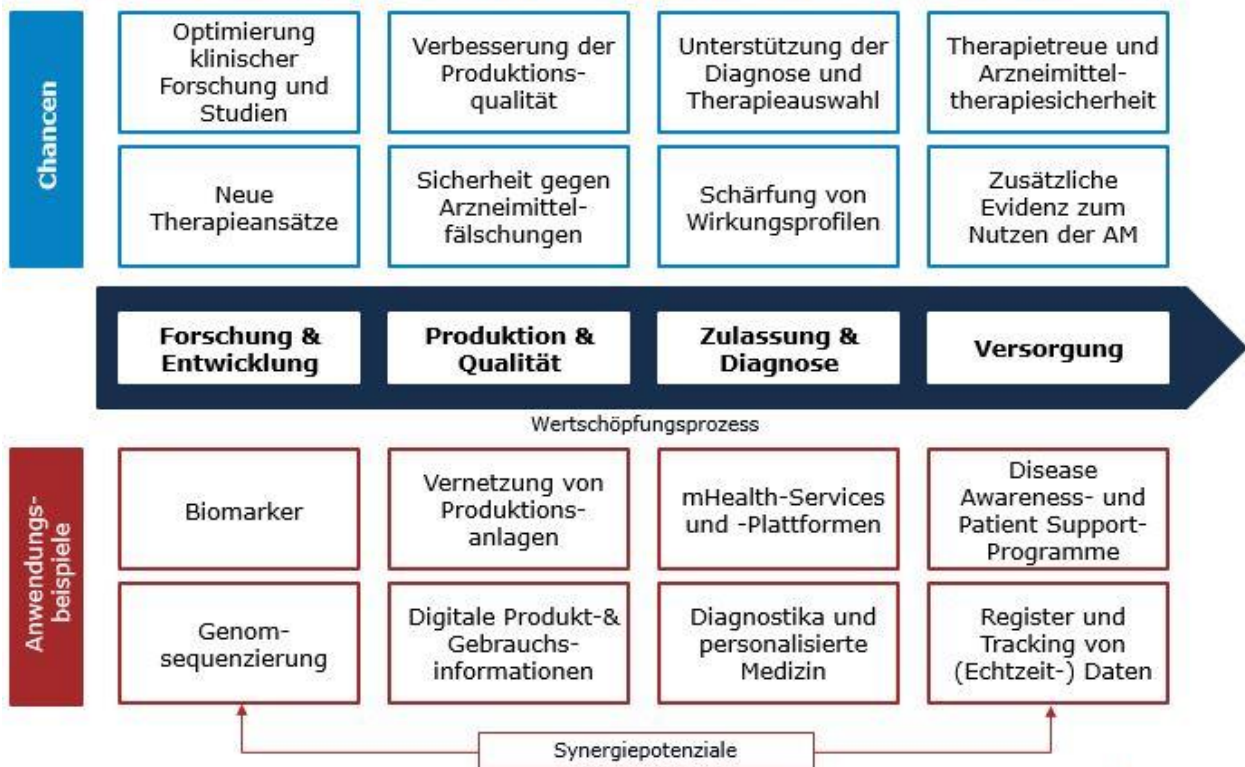 Chancen
Optimierung
klinischer
Forschung und
Studien
Verbesserung der
Produktions-
qualität
Unterstützung der
Diagnose und
Therapieauswahl
Therapietreue und
Arzneimittel-
therapiesicherheit
Neue
Therapieansätze
Sicherheit gegen
Arzneimittel-
fälschungen
Schärfung von
Wirkungsprofilen
Zusätzliche
Evidenz zum
Nutzen der AM
Forschung &
Entwicklung
Produktion &
Qualität
Zulassung &
Diagnose
Versorgung
Wertschöpfungsprozess
Anwendungs-
beispiele
Biomarker
Vernetzung von
Produktions-
anlagen
mHealth-Services
und -Plattformen
Disease
Awareness- und
Patient Support-
Programme
Genom-
sequenzierung
Digitale Produkt-&
Gebrauchs-
informationen
Diagnostika und
personalisierte
Medizin
Register und
Tracking von
(Echtzeit-) Daten
Synergiepotenziale